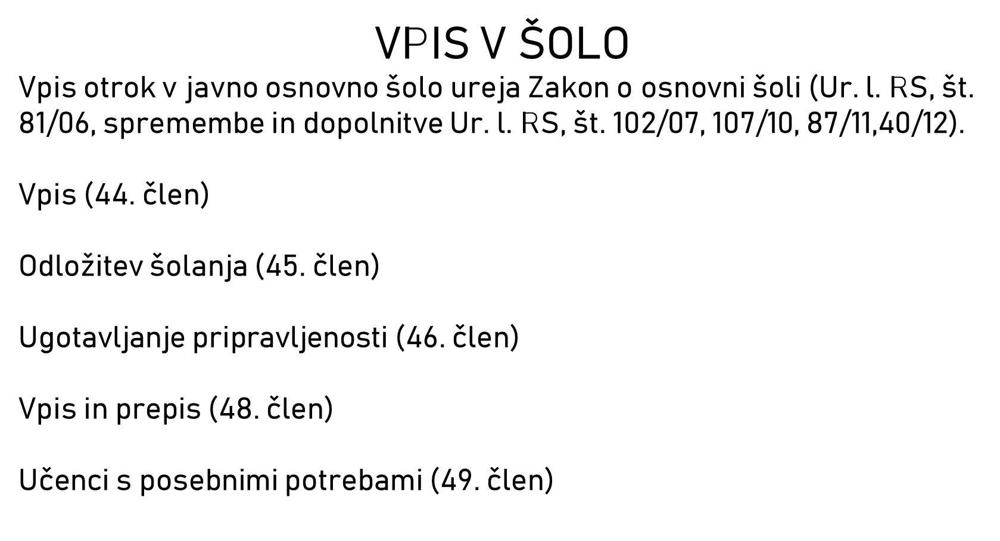 VPIS V ŠOLO
Vpis otrok v javno osnovno šolo ureja Zakon o osnovni šoli (Ur. l. RS, št.
81/06, spremembe in dopolnitve Ur. l. RS, št. 102/07, 107/10, 87/11,40/12).
Vpis (44. člen)
Odložitev šolanja (45. člen)
Ugotavljanje pripravljenosti (46. člen)
Vpis in prepis (48. člen)
Učenci s posebnimi potrebami (49. člen)